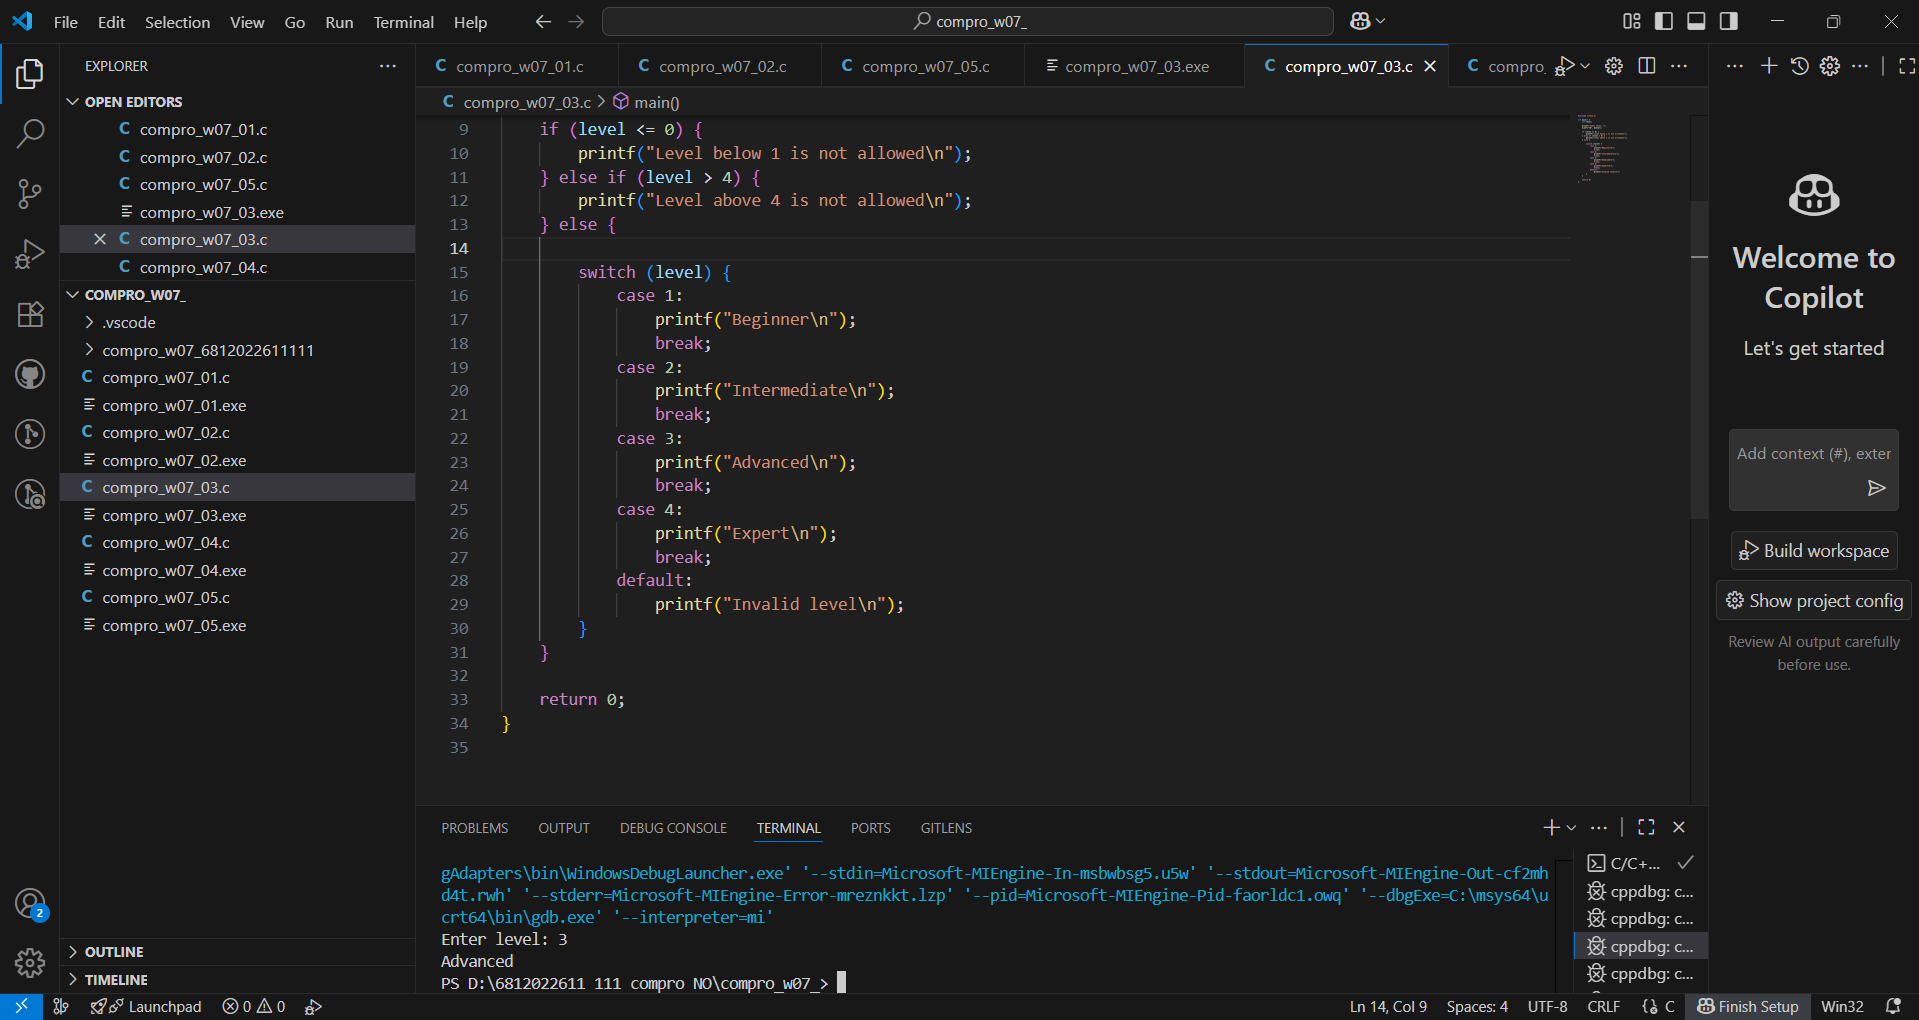 File Edit Selection View Go Run Terminal Help
compro_w07_
EXPLORER
OPEN EDITORS
compro_w07_01.c
compro_w07_02.c
compro_w07_05.c
compro_w07_03.exe
compro_w07_03.c
compro_w07_04.c
COMPRO_W07_
.vscode
compro_w07_6812022611111
compro_w07_01.c
compro_w07_01.exe
compro_w07_02.c
compro_w07_02.exe
compro_w07_03.c
compro_w07_03.exe
compro_w07_04.c
compro_w07_04.exe
compro_w07_05.c
compro_w07_05.exe
OUTLINE
TIMELINE
2
compro_w07_01.c compro_w07_02.c compro_w07_05.c compro_w07_03.exe compro_w07_03.c compro_
compro_w07_03.c > main()
9 if (level <= 0) {
10 printf("Level below 1 is not allowed\n");
11 } else if (level > 4) {
12 printf("Level above 4 is not allowed\n");
13 } else {
14
15 switch (level) {
16 case 1:
17 printf("Beginner\n");
18 break;
19 case 2:
20 printf("Intermediate\n");
21 break;
22 case 3:
23 printf("Advanced\n");
24 break;
25 case 4:
26 printf("Expert\n");
27 break;
28 default:
29 printf("Invalid level\n");
30 }
31 }
32
33 return 0;
34 }
35
PROBLEMS OUTPUT DEBUG CONSOLE TERMINAL PORTS GITLENS
gAdapters\bin\WindowsDebugLauncher.exe' '--stdin=Microsoft-MIEngine-In-msbwbsg5.u5w' '--stdout=Microsoft-MIEngine-Out-cf2mh
d4t.rwh' '--stderr=Microsoft-MIEngine-Error-mreznkkt.lzp' '--pid=Microsoft-MIEngine-Pid-faorldc1.owq' '--dbgExe=C:\msys64\u
crt64\bin\gdb.exe' '--interpreter=mi'
Enter level: 3
Advanced
PS D:\6812022611 111 compro NO\compro_w07_>
C/C+...
cppdbg: c...
cppdbg: c...
cppdbg: c...
cppdbg: c...
Welcome to
Copilot
Let's get started
Add context (#), exter
Build workspace
Show project config
Review AI output carefully
before use.
Launchpad 0 0 Ln 14, Col 9 Spaces: 4 UTF-8 CRLF {} C Finish Setup Win32